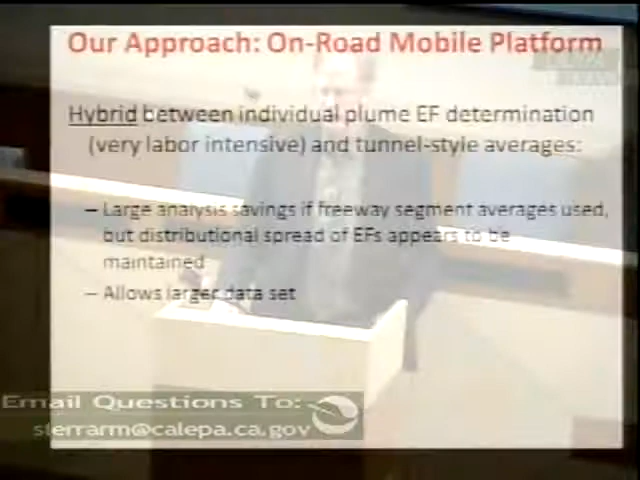 Our Approach: On-Road Mobile Platform
Hybrid between individual plume EF determination
(very labor intensive) and tunnel-style averages:
– Large analysis savings if freeway segment averages used,
but distributional spread of EFs appears to be
maintained
– Allows larger data set
Email Questions To:
sterrarm@calepa.ca.gov